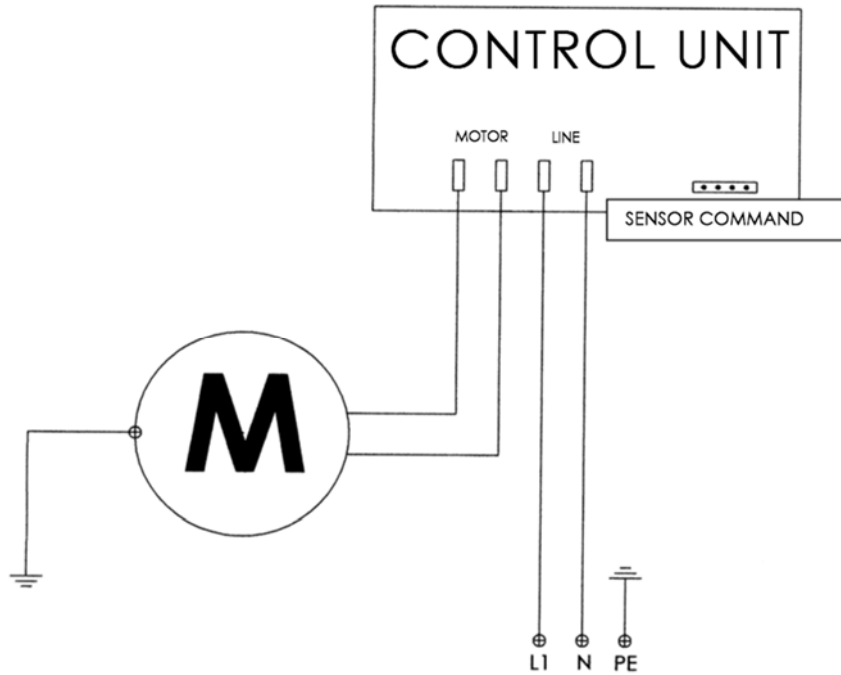 CONTROL UNIT
MOTOR LINE
SENSOR COMMAND
M
L1 N PE